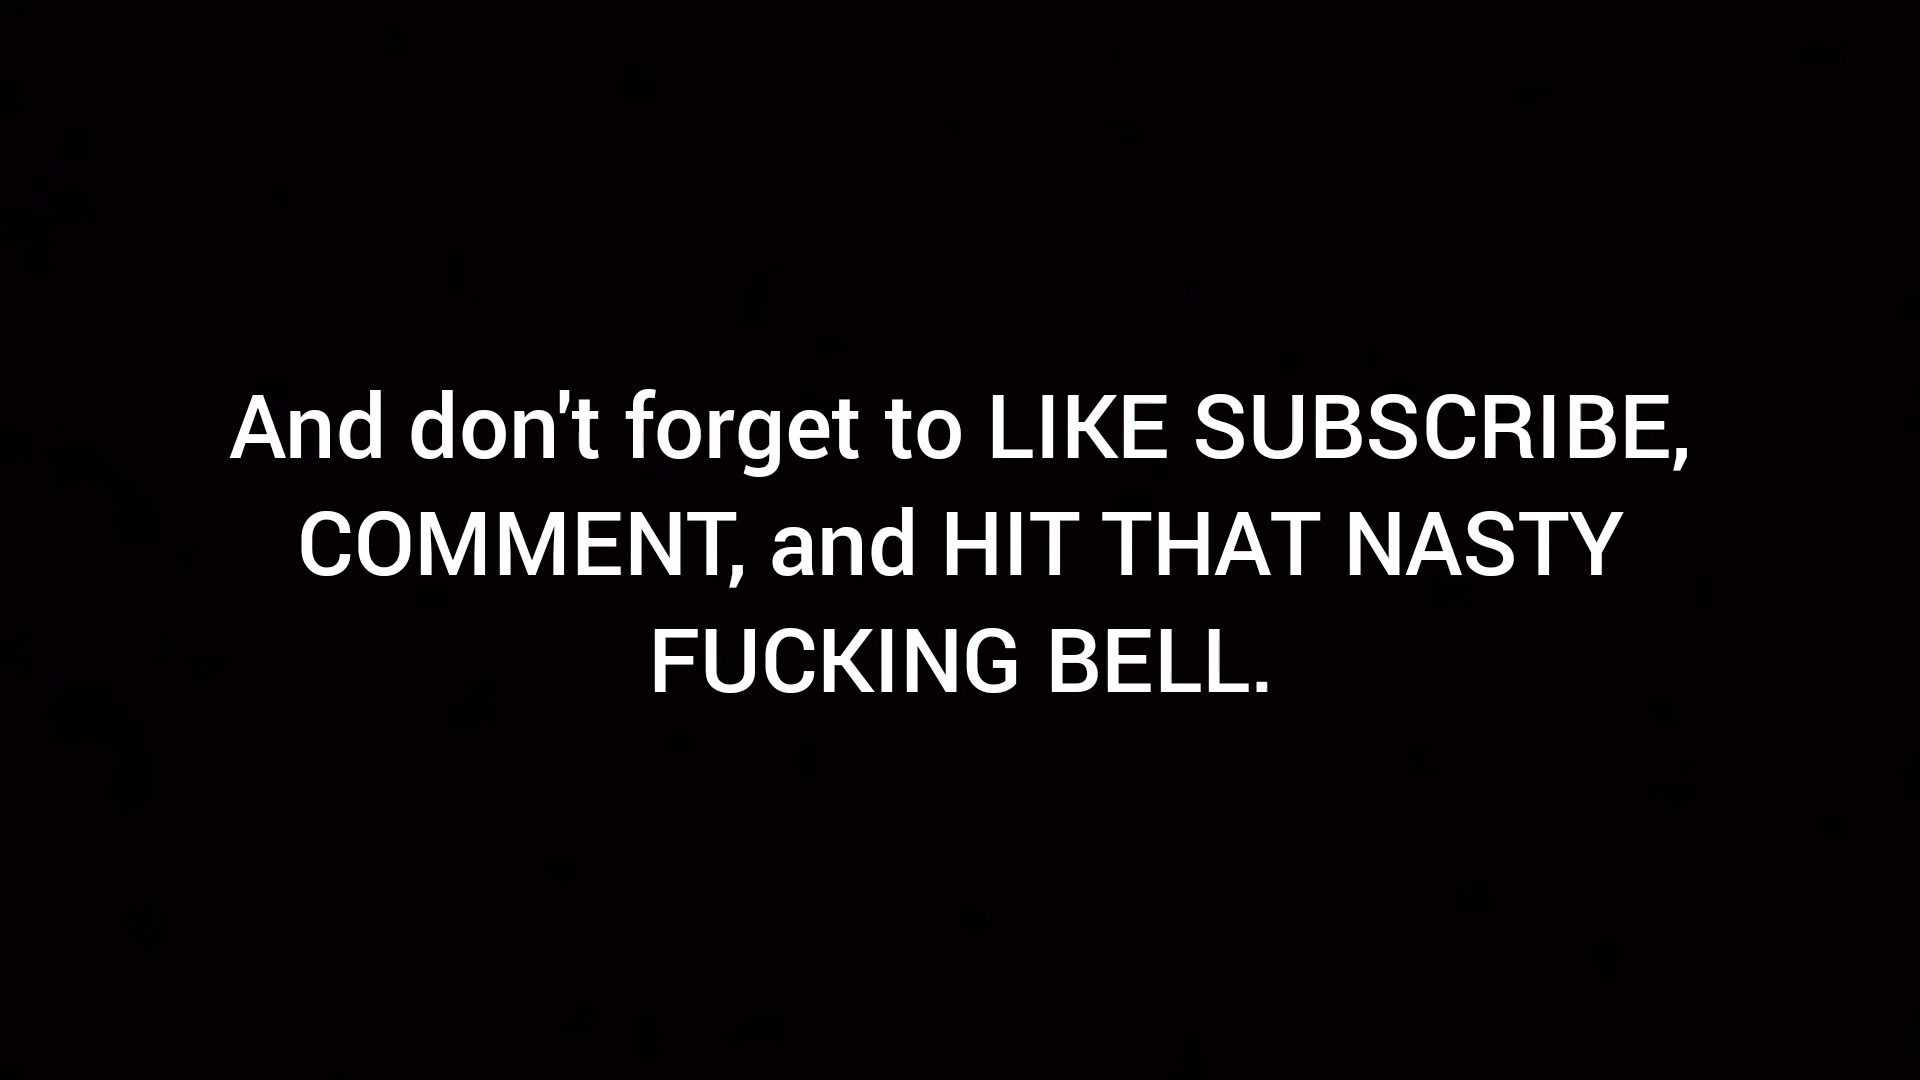 And don't forget to LIKE SUBSCRIBE,
COMMENT, and HIT THAT NASTY
FUCKING BELL.